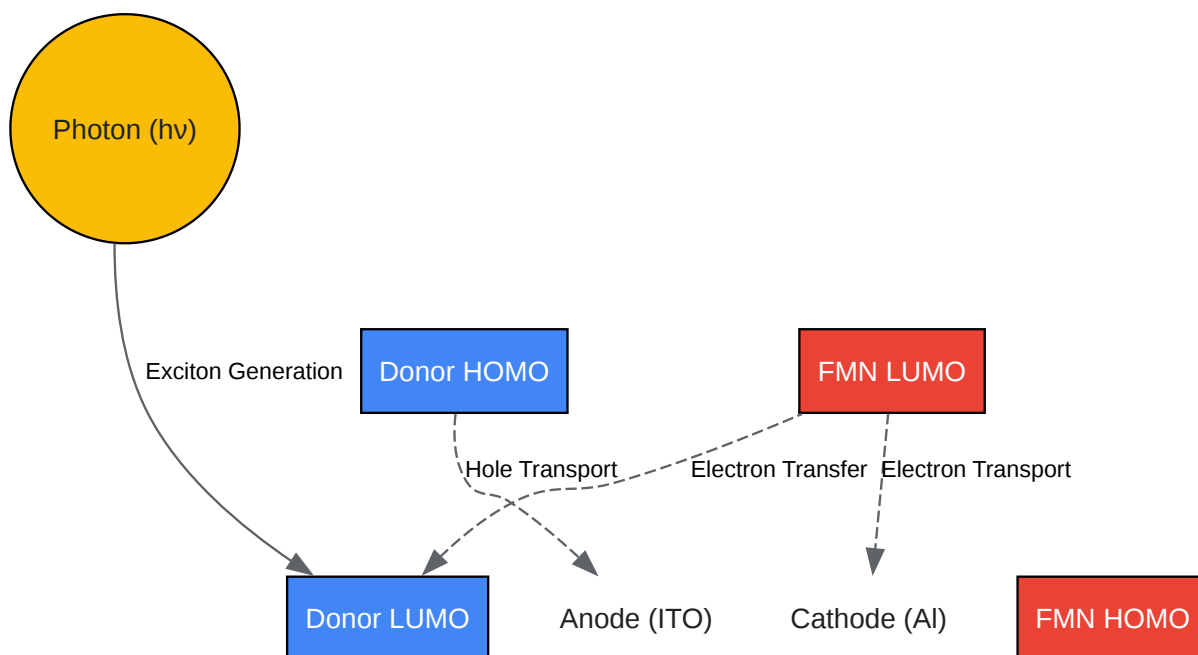 Photon (hν)
Exciton Generation
Donor HOMO
FMN LUMO
Hole Transport
Electron Transfer
Electron Transport
Donor LUMO
Anode (ITO)
Cathode (Al)
FMN HOMO